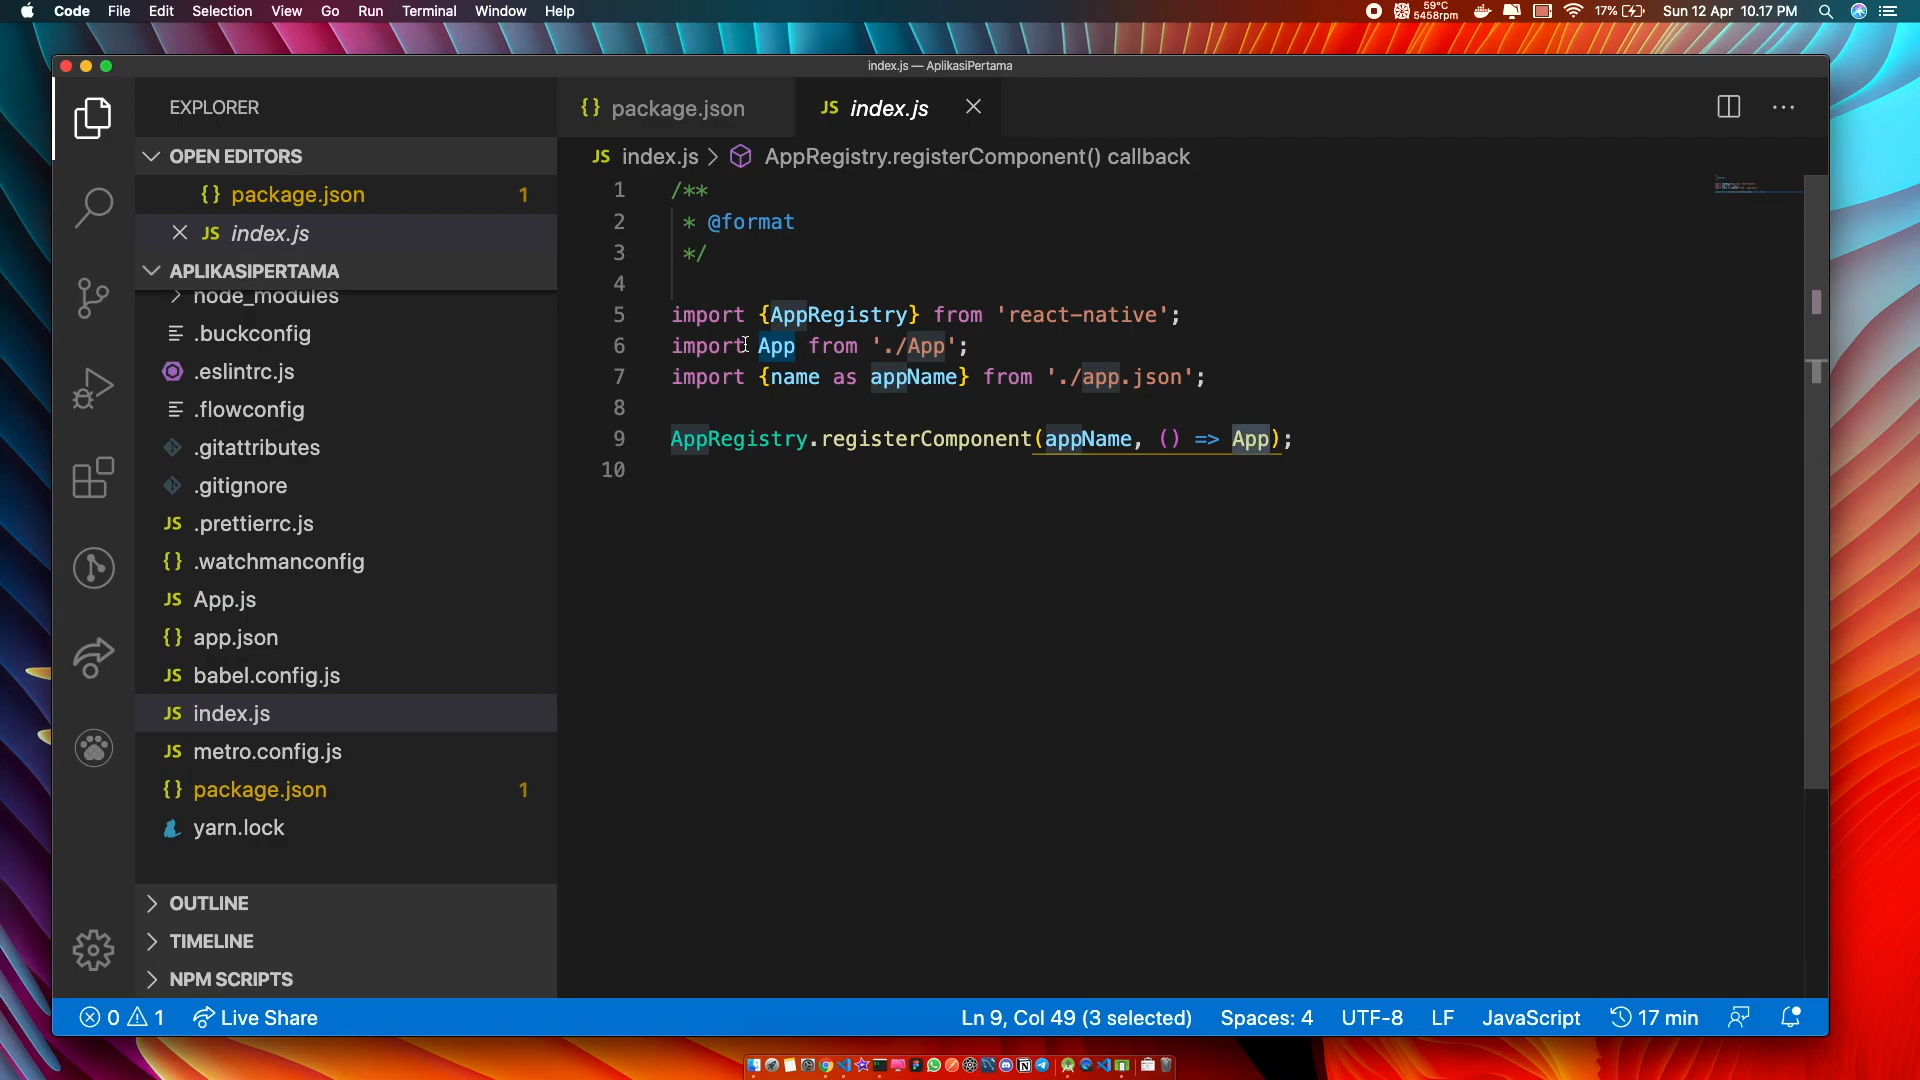 Code File Edit Selection View Go Run Terminal Window Help
59°C
5458rpm
17%
Sun 12 Apr 10.17 PM
index.js — AplikasiPertama
EXPLORER
{} package.json
JS index.js
OPEN EDITORS
{} package.json 1
JS index.js
APLIKASIPERTAMA
node_modules
.buckconfig
.eslintrc.js
.flowconfig
.gitattributes
.gitignore
JS .prettierrc.js
{} .watchmanconfig
JS App.js
{} app.json
JS babel.config.js
JS index.js
JS metro.config.js
{} package.json 1
yarn.lock
OUTLINE
TIMELINE
NPM SCRIPTS
JS index.js > AppRegistry.registerComponent() callback
1 /**
2 * @format
3 */
4
5 import {AppRegistry} from 'react-native';
6 import App from './App';
7 import {name as appName} from './app.json';
8
9 AppRegistry.registerComponent(appName, () => App);
10
0 1 Live Share
Ln 9, Col 49 (3 selected) Spaces: 4 UTF-8 LF JavaScript 17 min